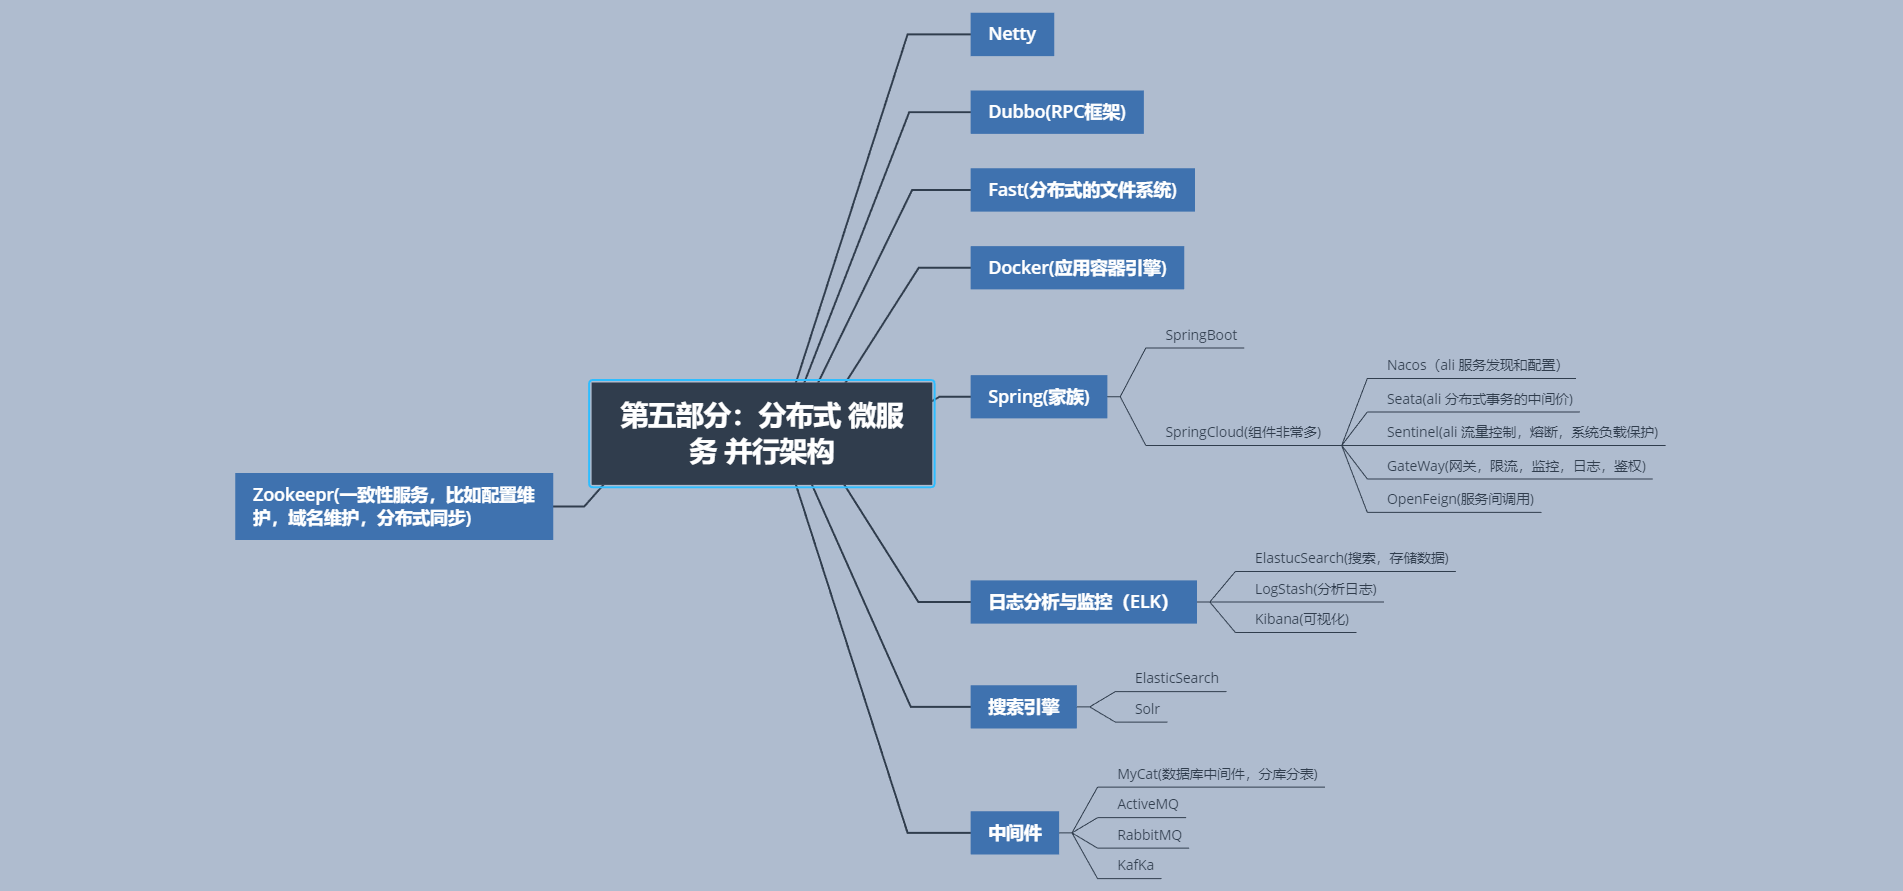 Netty
Dubbo(RPC框架)
Fast(分布式的文件系统)
Docker(应用容器引擎)
SpringBoot
Nacos（ali 服务发现和配置）
Spring(家族)
Seata(ali 分布式事务的中间价)
第五部分：分布式 微服
务 并行架构
SpringCloud(组件非常多)
Sentinel(ali 流量控制，熔断，系统负载保护)
GateWay(网关，限流，监控，日志，鉴权)
OpenFeign(服务间调用)
Zookeepr(一致性服务，比如配置维
护，域名维护，分布式同步)
ElastucSearch(搜索，存储数据)
日志分析与监控（ELK）
LogStash(分析日志)
Kibana(可视化)
ElasticSearch
搜索引擎
Solr
MyCat(数据库中间件，分库分表)
ActiveMQ
中间件
RabbitMQ
KafKa